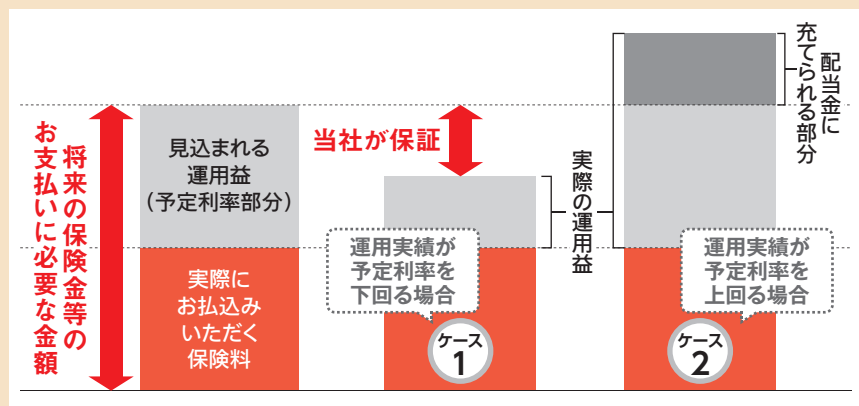 将来の保険金等の
お支払いに必要な金額
見込まれる
運用益
(予定利率部分)
実際に
お払込み
いただく
保険料
当社が保証
運用実績が
予定利率を
下回る場合
ケース
1
実際の運用益
配当金に
充てられる部分
運用実績が
予定利率を
上回る場合
ケース
2